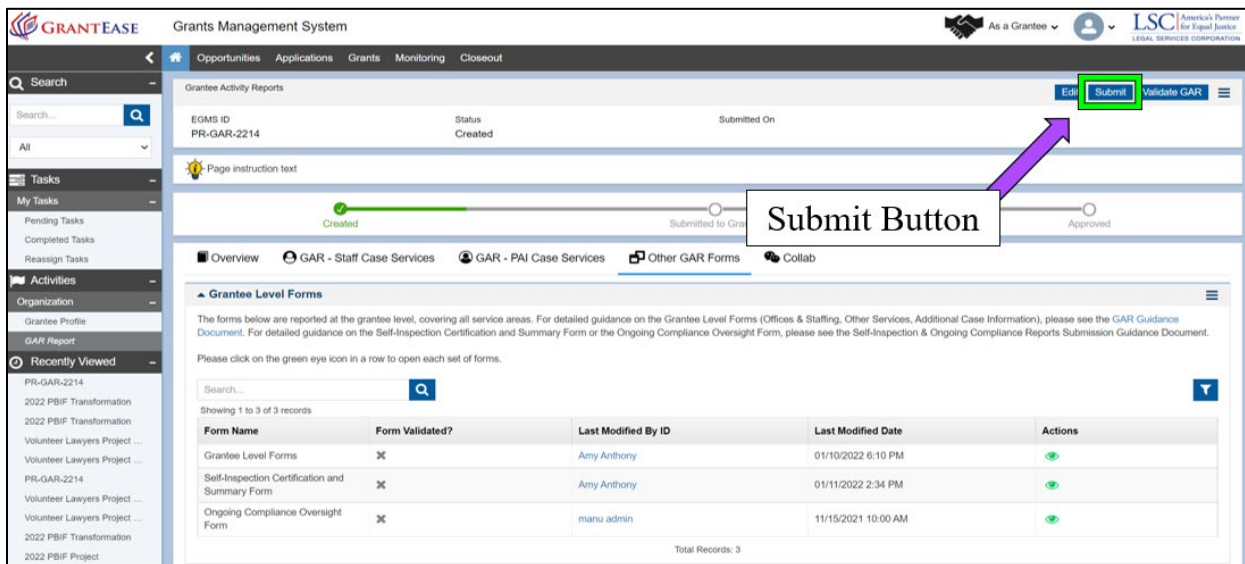 GRANTEASE
Grants Management System
As a Grantee
LSC America's Partner for Equal Justice
LEGAL SERVICES CORPORATION
Opportunities Applications Grants Monitoring Closeout
Search
Search...
All
Tasks
My Tasks
Pending Tasks
Completed Tasks
Reassign Tasks
Activities
Organization
Grantee Profile
GAR Report
Recently Viewed
PR-GAR-2214
2022 PBIF Transformation
2022 PBIF Transformation
Volunteer Lawyers Project ...
Volunteer Lawyers Project ...
PR-GAR-2214
Volunteer Lawyers Project ...
Volunteer Lawyers Project ...
2022 PBIF Transformation
2022 PBIF Project
Grantee Activity Reports
Submit Validate GAR
EGMS ID Status Submitted On
PR-GAR-2214 Created
Page instruction text
Submit Button
Created Submitted to Approved
Overview GAR - Staff Case Services GAR - PAI Case Services Other GAR Forms Collab
Grantee Level Forms
The forms below are reported at the grantee level, covering all service areas. For detailed guidance on the Grantee Level Forms (Offices & Staffing, Other Services, Additional Case Information), please see the GAR Guidance
Document. For detailed guidance on the Self-Inspection Certification and Summary Form or the Ongoing Compliance Oversight Form, please see the Self-Inspection & Ongoing Compliance Reports Submission Guidance Document.
Please click on the green eye icon in a row to open each set of forms.
Search...
Showing 1 to 3 of 3 records
Form Name Form Validated? Last Modified By ID Last Modified Date Actions
Grantee Level Forms Amy Anthony 01/10/2022 6:10 PM
Self-Inspection Certification and
Summary Form Amy Anthony 01/11/2022 2:34 PM
Ongoing Compliance Oversight
Form manu admin 11/15/2021 10:00 AM
Total Records: 3